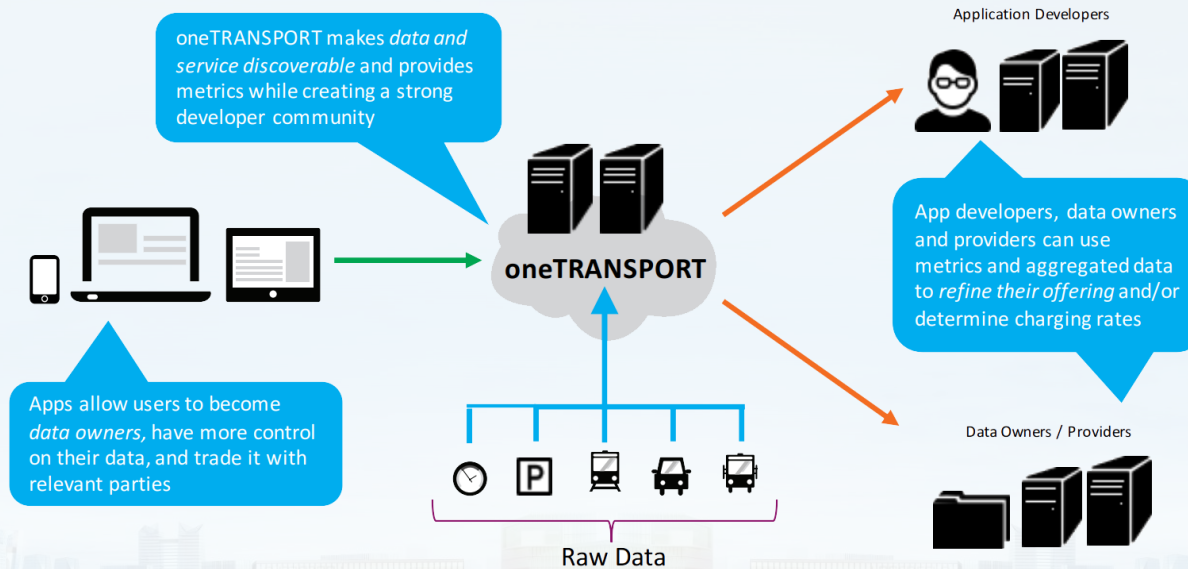 oneTRANSPORT makes data and
service discoverable and provides
metrics while creating a strong
developer community
Application Developers
oneTRANSPORT
App developers, data owners
and providers can use
metrics and aggregated data
to refine their offering and/or
determine charging rates
Apps allow users to become
data owners, have more control
on their data, and trade it with
relevant parties
P
Raw Data
Data Owners / Providers